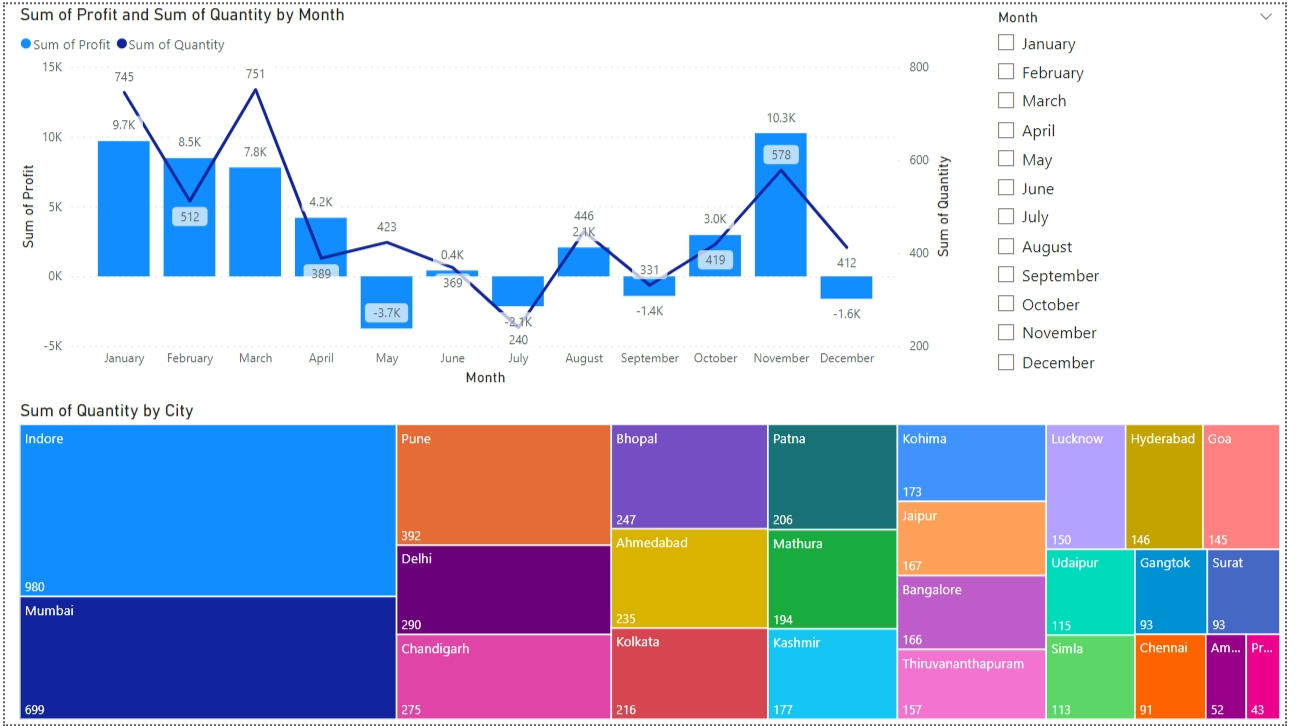 Sum of Profit and Sum of Quantity by Month
Sum of Profit Sum of Quantity
15K
10K
5K
0K
-5K
Sum of Profit
800
600
400
200
Sum of Quantity
745
9.7K
8.5K
512
751
7.8K
4.2K
389
423
-3.7K
0.4K
369
-2.1K
240
446
2.1K
331
-1.4K
3.0K
419
10.3K
578
412
-1.6K
January February March April May June July August September October November December
Month
Month
January
February
March
April
May
June
July
August
September
October
November
December
Sum of Quantity by City
Indore
980
Mumbai
699
Pune
392
Delhi
290
Chandigarh
275
Bhopal
247
Ahmedabad
235
Kolkata
216
Patna
206
Mathura
194
Kashmir
177
Kohima
173
Jaipur
167
Bangalore
166
Thiruvananthapuram
157
Lucknow
150
Hyderabad
146
Goa
145
Udaipur
115
Gangtok
93
Surat
93
Simla
113
Chennai
91
Am...
52
Pr...
43